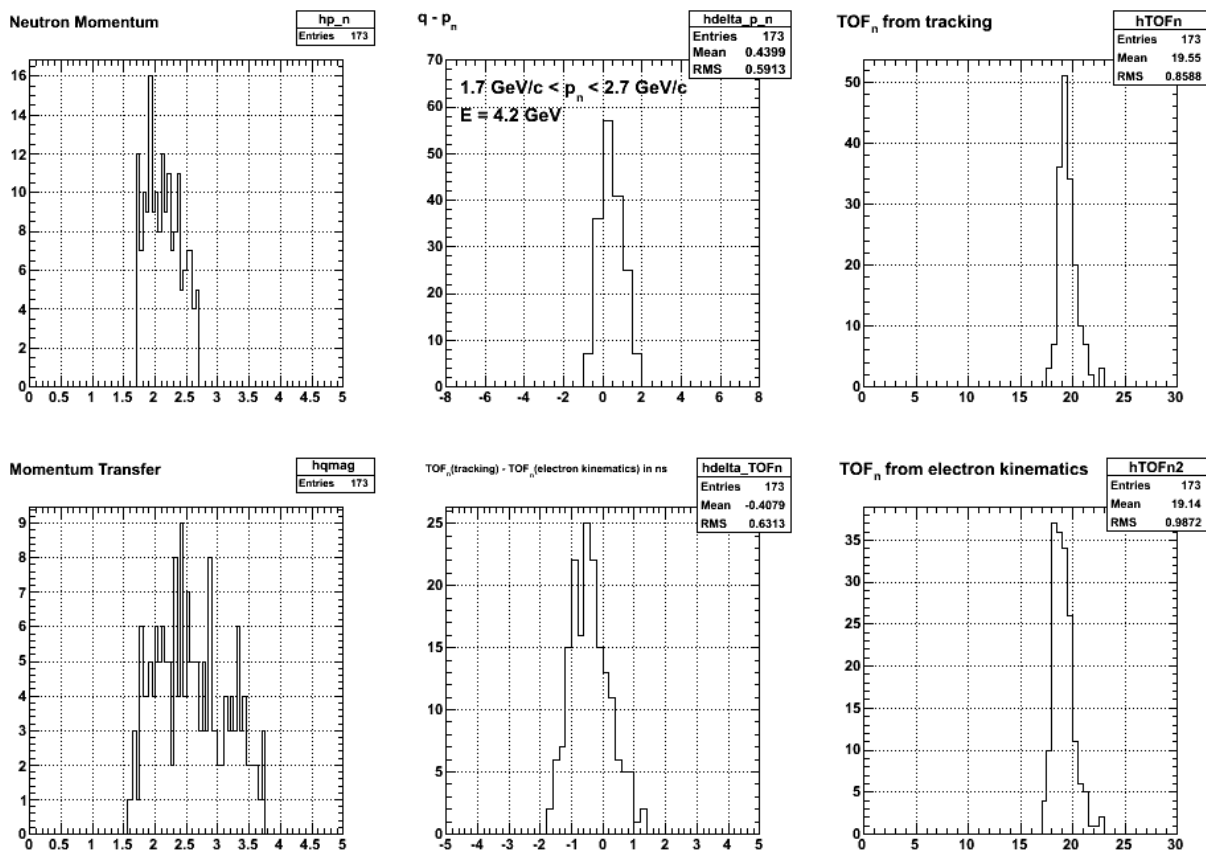 Neutron Momentum
hp_n
Entries 173
16
14
12
10
8
6
4
2
0
0 0.5 1 1.5 2 2.5 3 3.5 4 4.5 5
q - pn
hdelta_p_n
Entries 173
Mean 0.4399
RMS 0.5913
1.7 GeV/c < pn < 2.7 GeV/c
E = 4.2 GeV
70
60
50
40
30
20
10
0
-8 -6 -4 -2 0 2 4 6 8
TOFn from tracking
hTOFn
Entries 173
Mean 19.55
RMS 0.8588
50
40
30
20
10
0
0 5 10 15 20 25 30
Momentum Transfer
hqmag
Entries 173
9
8
7
6
5
4
3
2
1
0
0 0.5 1 1.5 2 2.5 3 3.5 4 4.5 5
TOFn(tracking) - TOFn(electron kinematics) in ns
hdelta_TOFn
Entries 173
Mean -0.4079
RMS 0.6313
25
20
15
10
5
0
-5 -4 -3 -2 -1 0 1 2 3 4 5
TOFn from electron kinematics
hTOFn2
Entries 173
Mean 19.14
RMS 0.9872
35
30
25
20
15
10
5
0
0 5 10 15 20 25 30